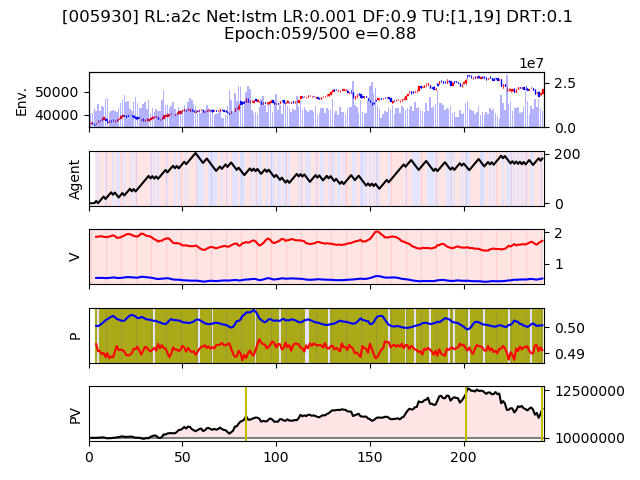 [005930] RL:a2c Net:lstm LR:0.001 DF:0.9 TU:[1,19] DRT:0.1
Epoch:059/500 e=0.88
1e7
Env.
50000
40000
2.5
0.0
Agent
200
0
V
2
1
P
0.50
0.49
PV
12500000
10000000
0
50
100
150
200